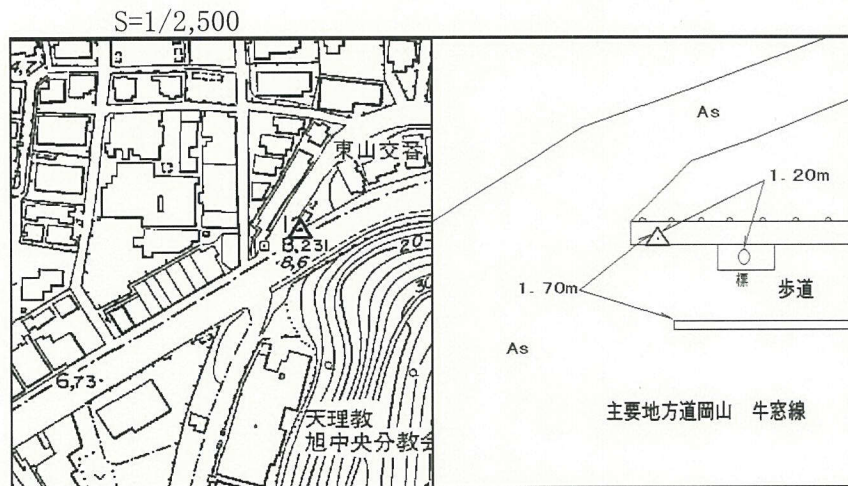 S=1/2,500
4,7
東山交番
12
B.231
8,6
20
30
6,73
天理教
旭中央分教会
As
1.20m
標
歩道
1.70m
As
主要地方道岡山 牛窓線